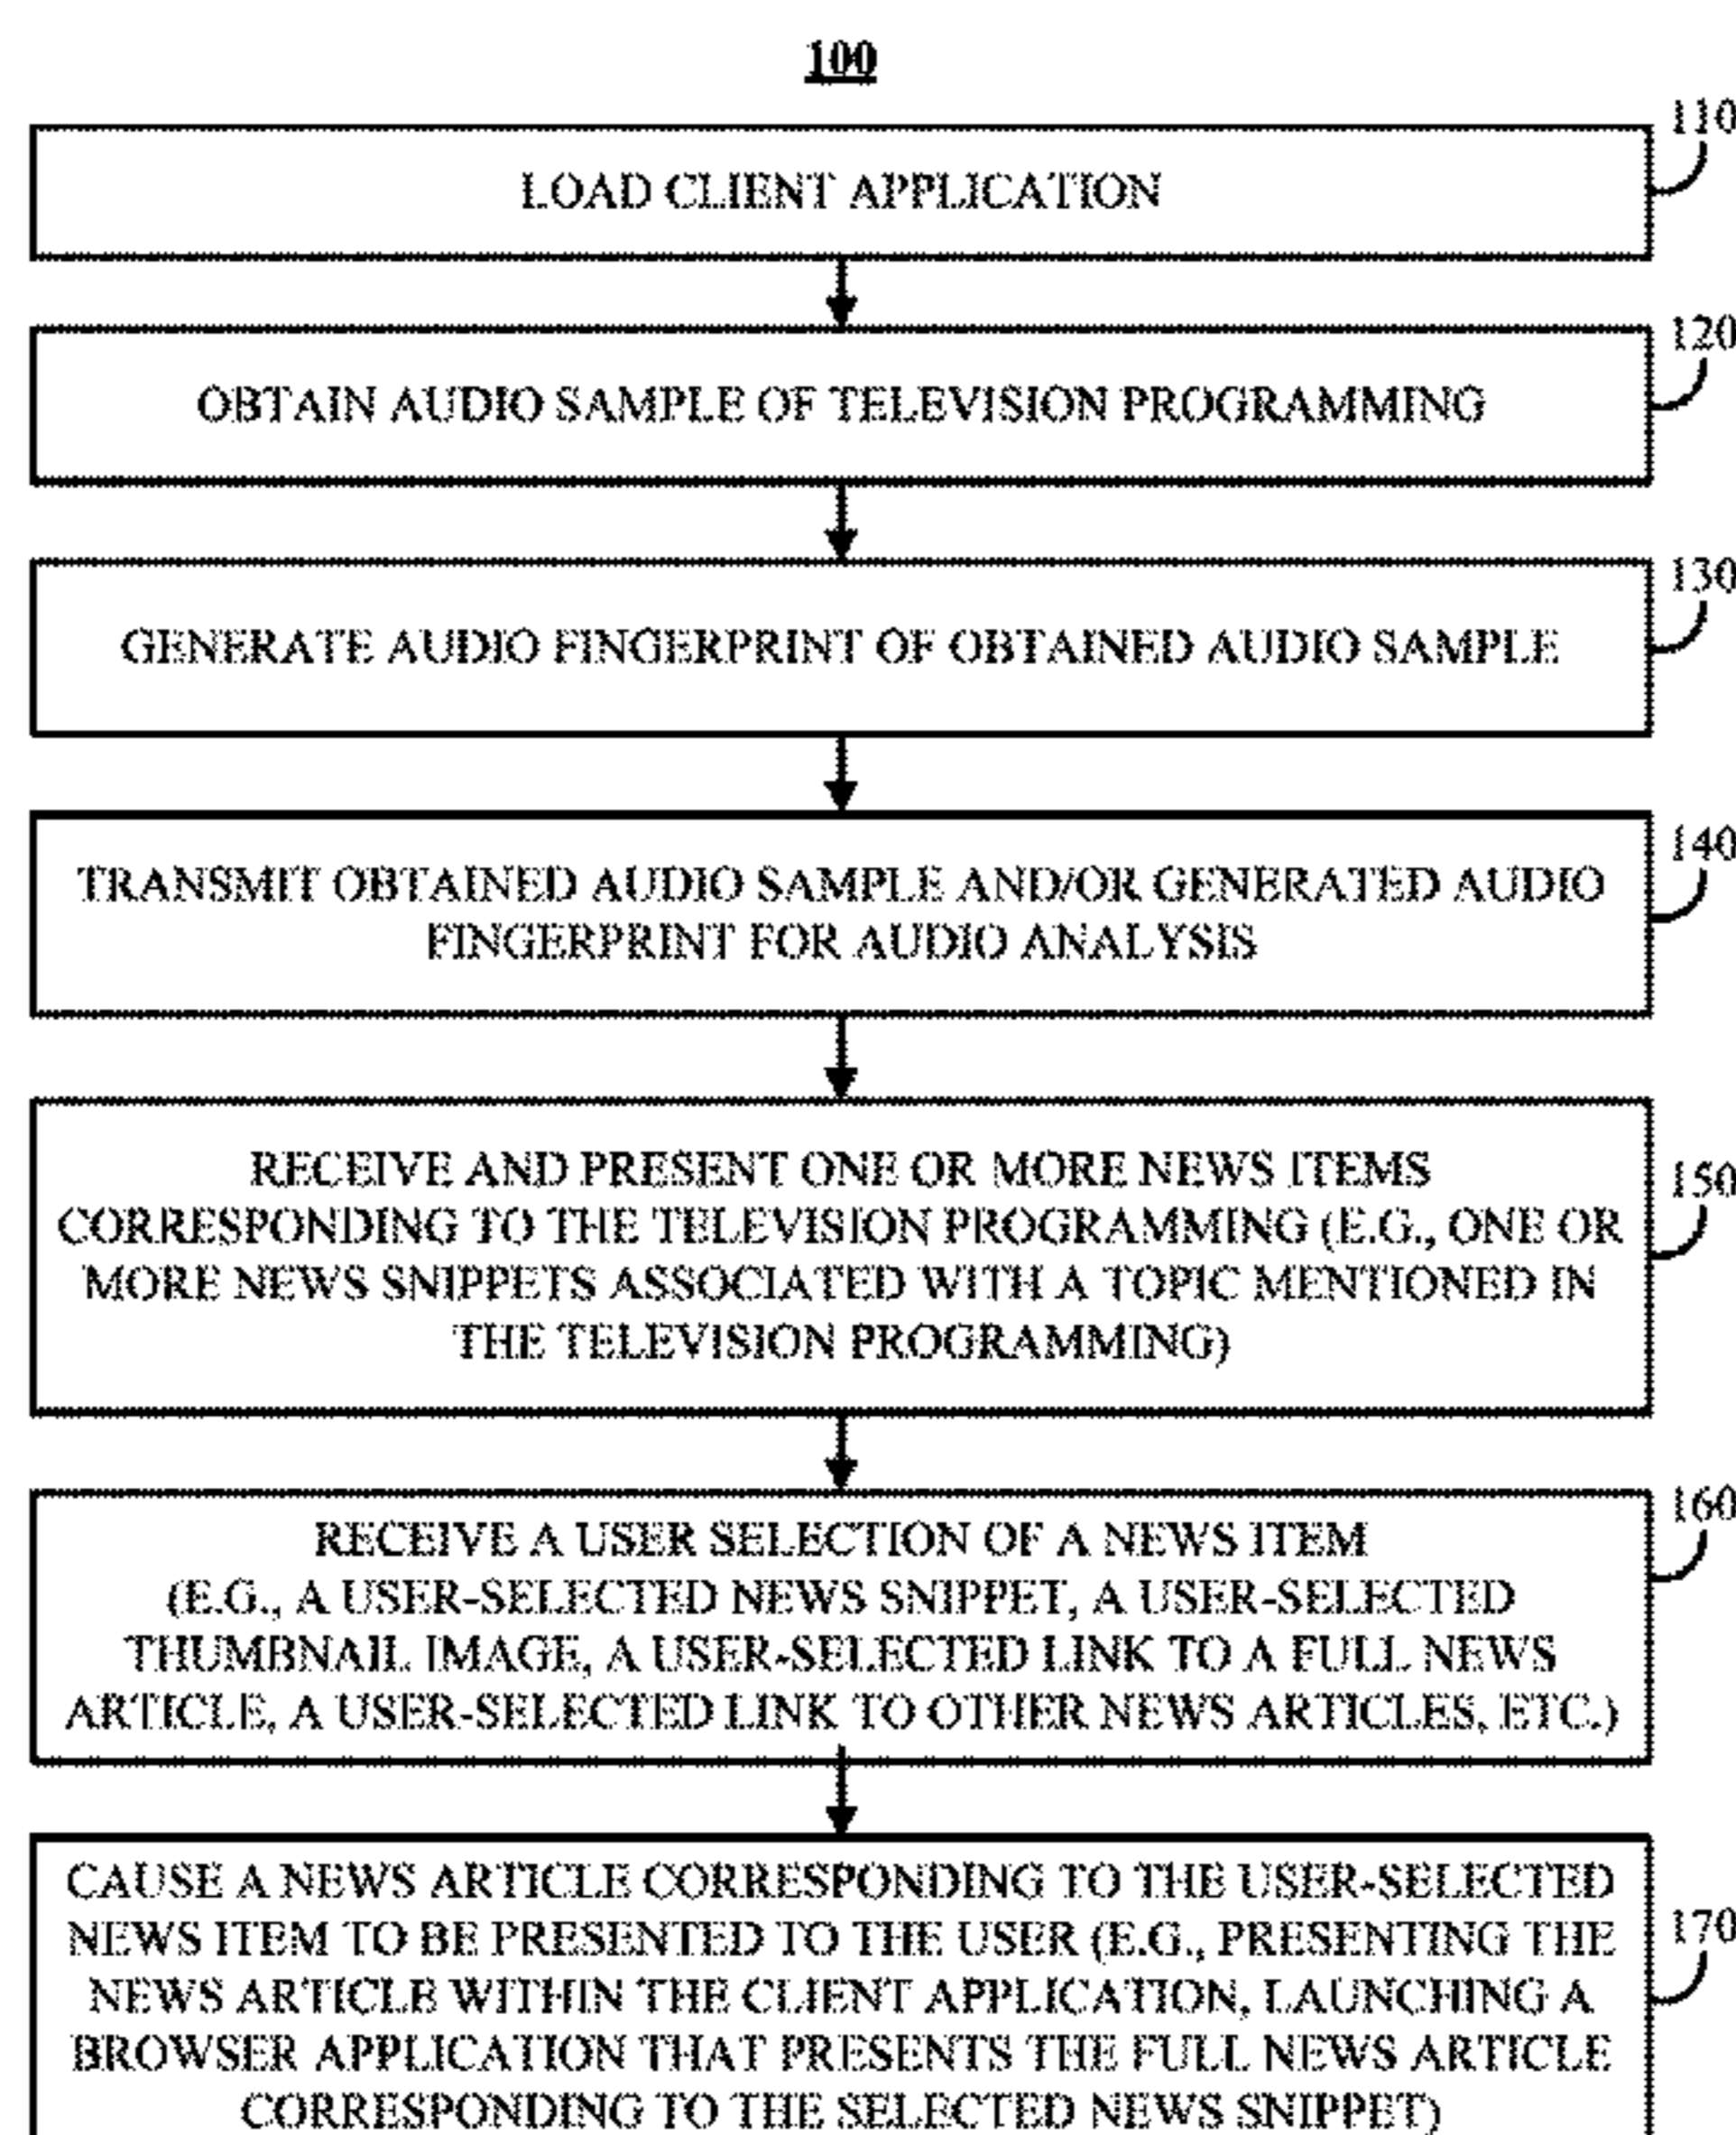 100
110
LOAD CLIENT APPLICATION
120
OBTAIN AUDIO SAMPLE OF TELEVISION PROGRAMMING
130
GENERATE AUDIO FINGERPRINT OF OBTAINED AUDIO SAMPLE
140
TRANSMIT OBTAINED AUDIO SAMPLE AND/OR GENERATED AUDIO
FINGERPRINT FOR AUDIO ANALYSIS
150
RECEIVE AND PRESENT ONE OR MORE NEWS ITEMS
CORRESPONDING TO THE TELEVISION PROGRAMMING (E.G., ONE OR
MORE NEWS SNIPPETS ASSOCIATED WITH A TOPIC MENTIONED IN
THE TELEVISION PROGRAMMING)
160
RECEIVE A USER SELECTION OF A NEWS ITEM
(E.G., A USER-SELECTED NEWS SNIPPET, A USER-SELECTED
THUMBNAIL IMAGE, A USER-SELECTED LINK TO A FULL NEWS
ARTICLE, A USER-SELECTED LINK TO OTHER NEWS ARTICLES, ETC.)
170
CAUSE A NEWS ARTICLE CORRESPONDING TO THE USER-SELECTED
NEWS ITEM TO BE PRESENTED TO THE USER (E.G., PRESENTING THE
NEWS ARTICLE WITHIN THE CLIENT APPLICATION, LAUNCHING A
BROWSER APPLICATION THAT PRESENTS THE FULL NEWS ARTICLE
CORRESPONDING TO THE SELECTED NEWS SNIPPET)